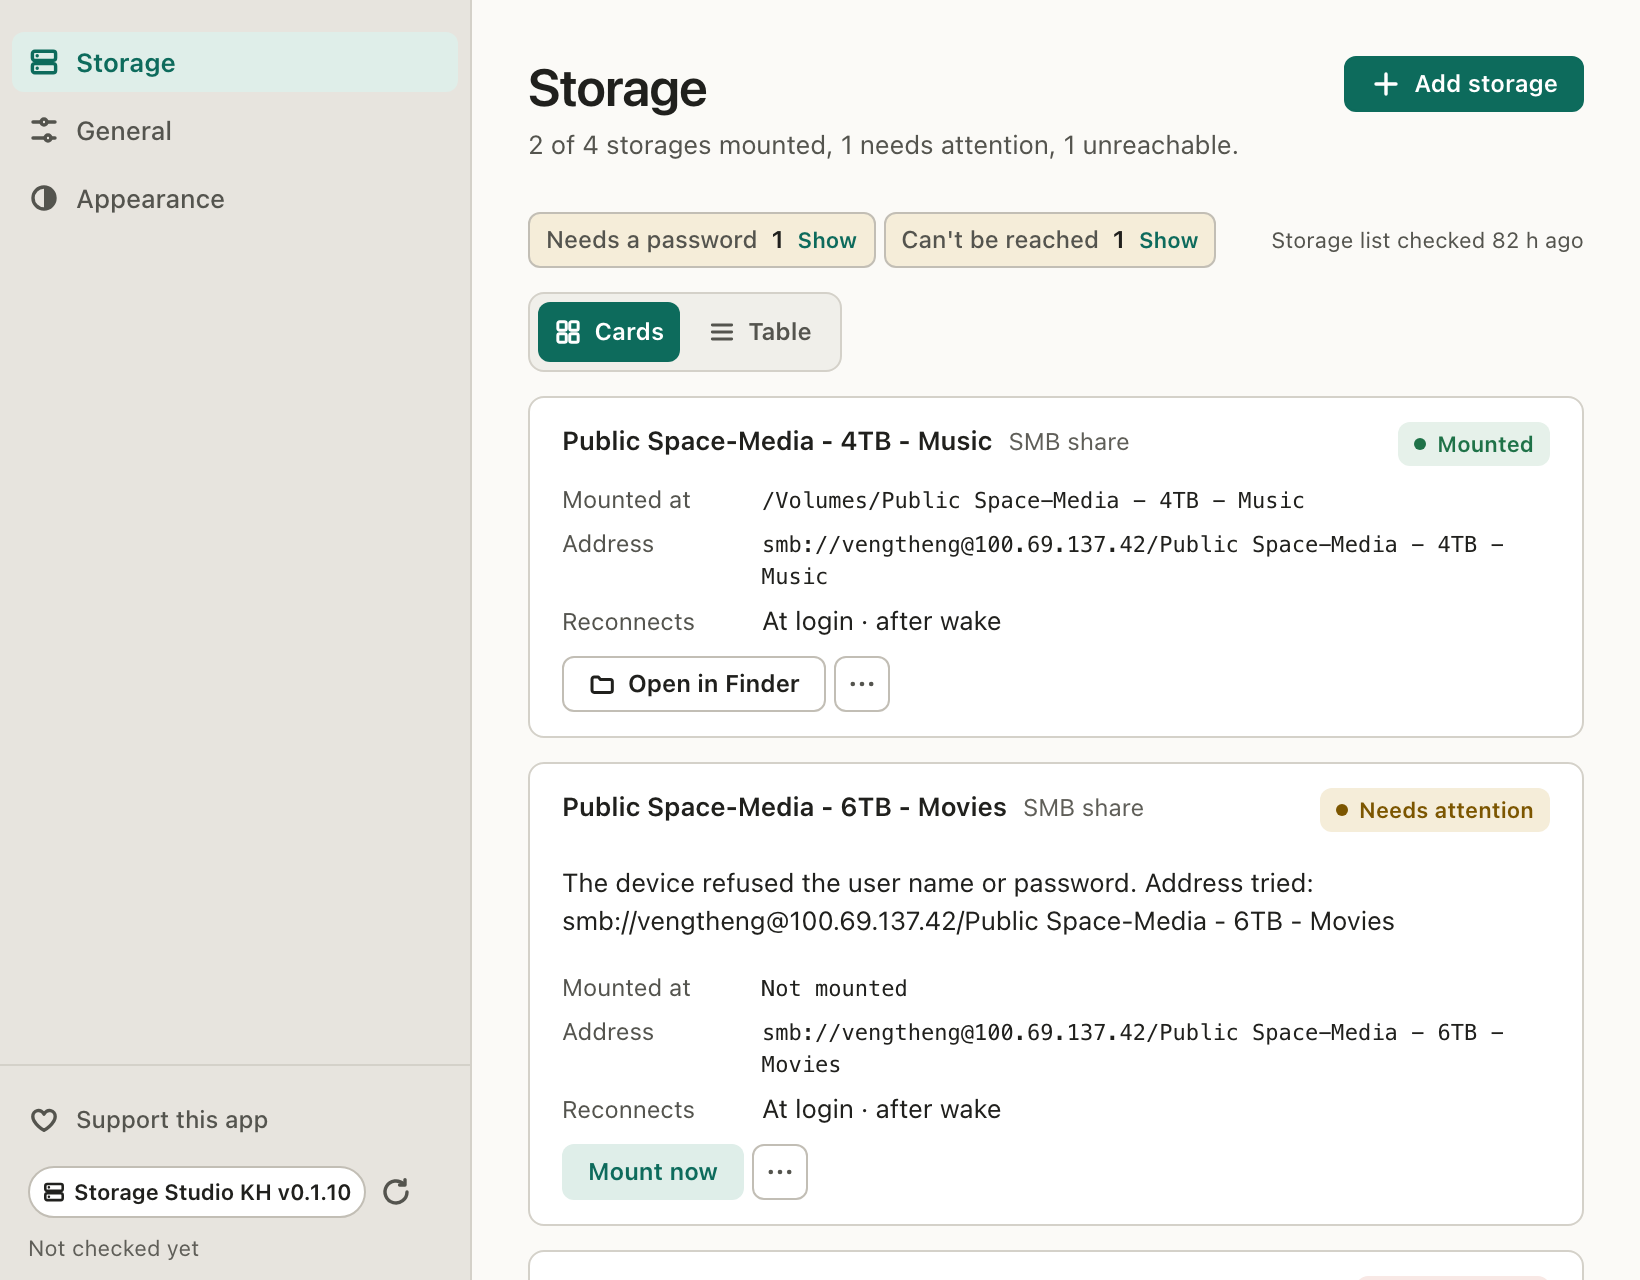 Storage
General
Appearance
Support this app
Storage Studio KH v0.1.10
Not checked yet
Storage
Add storage
2 of 4 storages mounted, 1 needs attention, 1 unreachable.
Needs a password 1 Show
Can't be reached 1 Show
Storage list checked 82 h ago
Cards
Table
Public Space-Media - 4TB - Music SMB share
Mounted
Mounted at /Volumes/Public Space-Media - 4TB - Music
Address smb://vengtheng@100.69.137.42/Public Space-Media - 4TB -
Music
Reconnects At login · after wake
Open in Finder
Public Space-Media - 6TB - Movies SMB share
Needs attention
The device refused the user name or password. Address tried:
smb://vengtheng@100.69.137.42/Public Space-Media - 6TB - Movies
Mounted at Not mounted
Address smb://vengtheng@100.69.137.42/Public Space-Media - 6TB -
Movies
Reconnects At login · after wake
Mount now